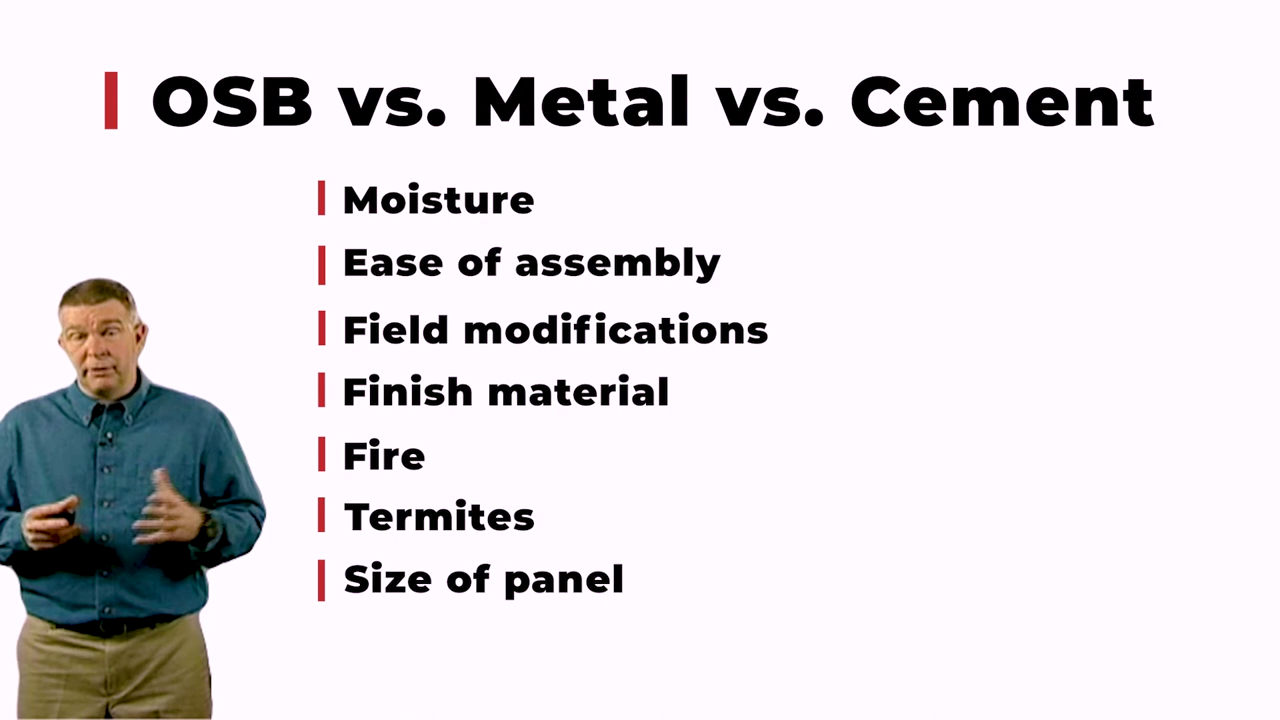 OSB vs. Metal vs. Cement
Moisture
Ease of assembly
Field modifications
Finish material
Fire
Termites
Size of panel